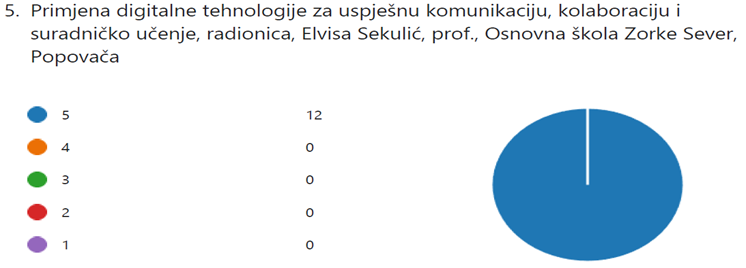 5. Primjena digitalne tehnologije za uspješnu komunikaciju, kolaboraciju i
suradničko učenje, radionica, Elvisa Sekulić, prof., Osnovna škola Zorke Sever,
Popovača
5 12
4 0
3 0
2 0
1 0